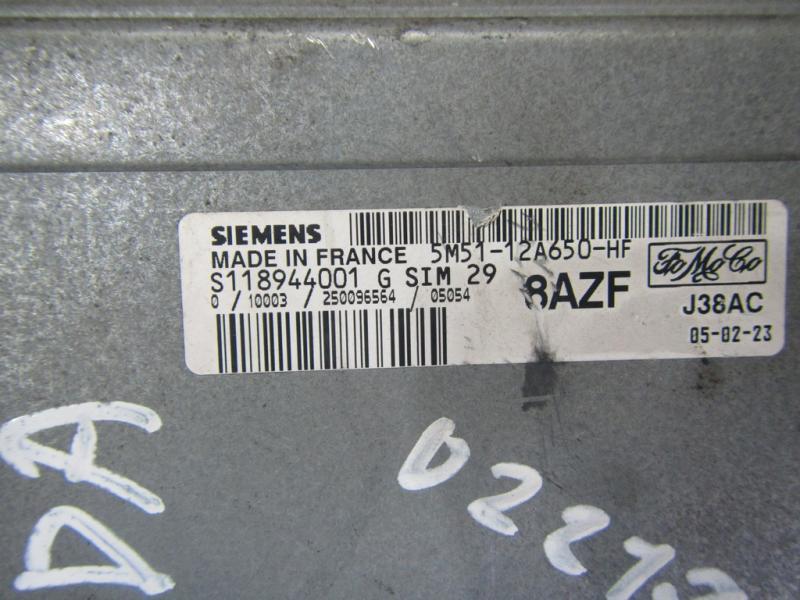 SIEMENS
MADE IN FRANCE 5M51-12A650-HF
S118944001 G SIM 29
8AZF
0 / 10003 / 250096564 / 05054
FoMoCo
J38AC
05-02-23
DA